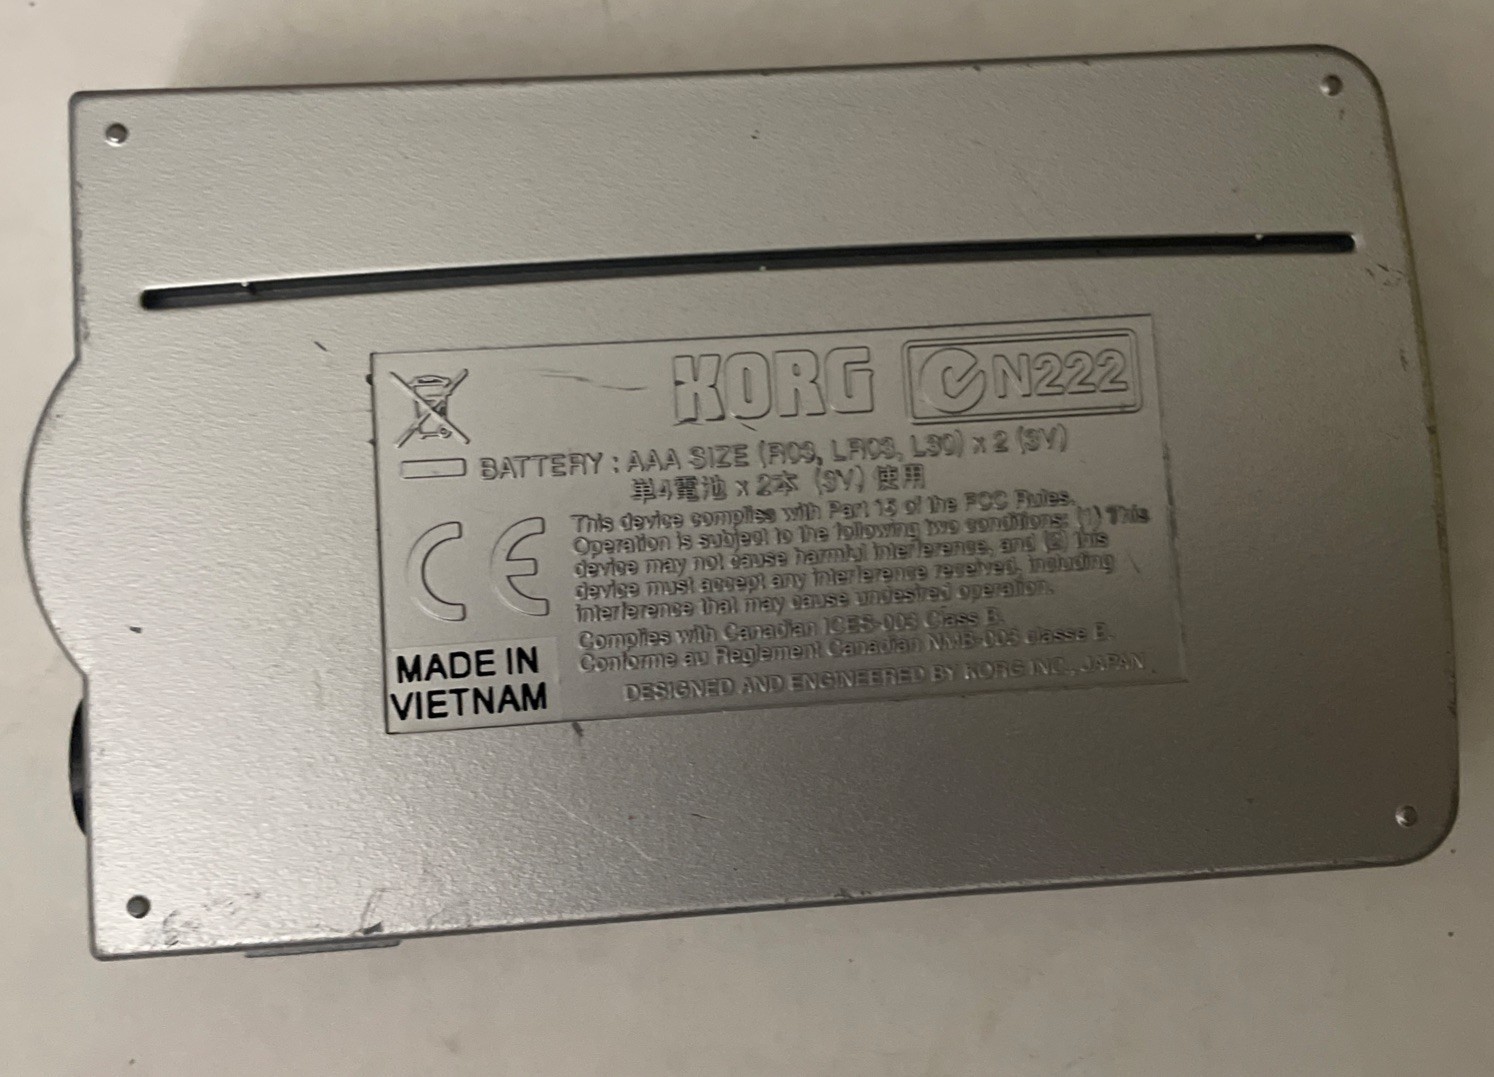 KORG N222
BATTERY : AAA SIZE (R03, LR03, L30) x 2 (3V)
単4電池 x 2本 (3V) 使用
This device complies with Part 15 of the FCC Rules.
Operation is subject to the following two conditions: (1) This
device may not cause harmful interference, and (2) this
device must accept any interference received, including
interference that may cause undesired operation.
Complies with Canadian ICES-003 Class B.
Conforme au Reglement Canadian NMB-003 classe B.
DESIGNED AND ENGINEERED BY KORG INC., JAPAN
CE
MADE IN
VIETNAM